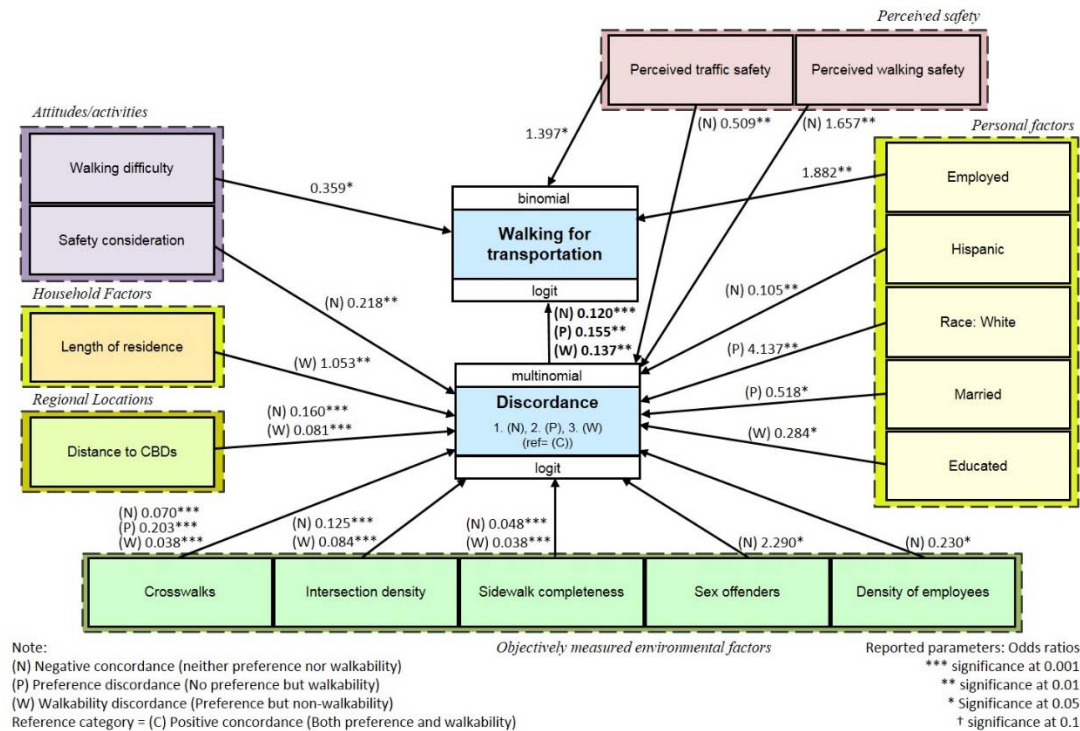 Perceived safety
Perceived traffic safety
Perceived walking safety
Attitudes/activities
Walking difficulty
Safety consideration
(N) 0.509**
(N) 1.657**
1.397*
0.359*
Personal factors
Employed
Hispanic
Race: White
Married
Educated
1.882**
binomial
Walking for
transportation
logit
Household Factors
Length of residence
(N) 0.218**
(W) 1.053**
(N) 0.120***
(P) 0.155**
(W) 0.137**
(N) 0.105**
(P) 4.137**
(P) 0.518*
(W) 0.284*
multinomial
Discordance
1. (N), 2. (P), 3. (W)
(ref= (C))
logit
Regional Locations
Distance to CBDs
(N) 0.160***
(W) 0.081***
(N) 0.070***
(P) 0.203***
(W) 0.038***
(N) 0.125***
(W) 0.084***
(N) 0.048***
(W) 0.038***
(N) 2.290*
(N) 0.230*
Crosswalks
Intersection density
Sidewalk completeness
Sex offenders
Density of employees
Objectively measured environmental factors
Note:
(N) Negative concordance (neither preference nor walkability)
(P) Preference discordance (No preference but walkability)
(W) Walkability discordance (Preference but non-walkability)
Reference category = (C) Positive concordance (Both preference and walkability)
Reported parameters: Odds ratios
*** significance at 0.001
** significance at 0.01
* Significance at 0.05
† significance at 0.1